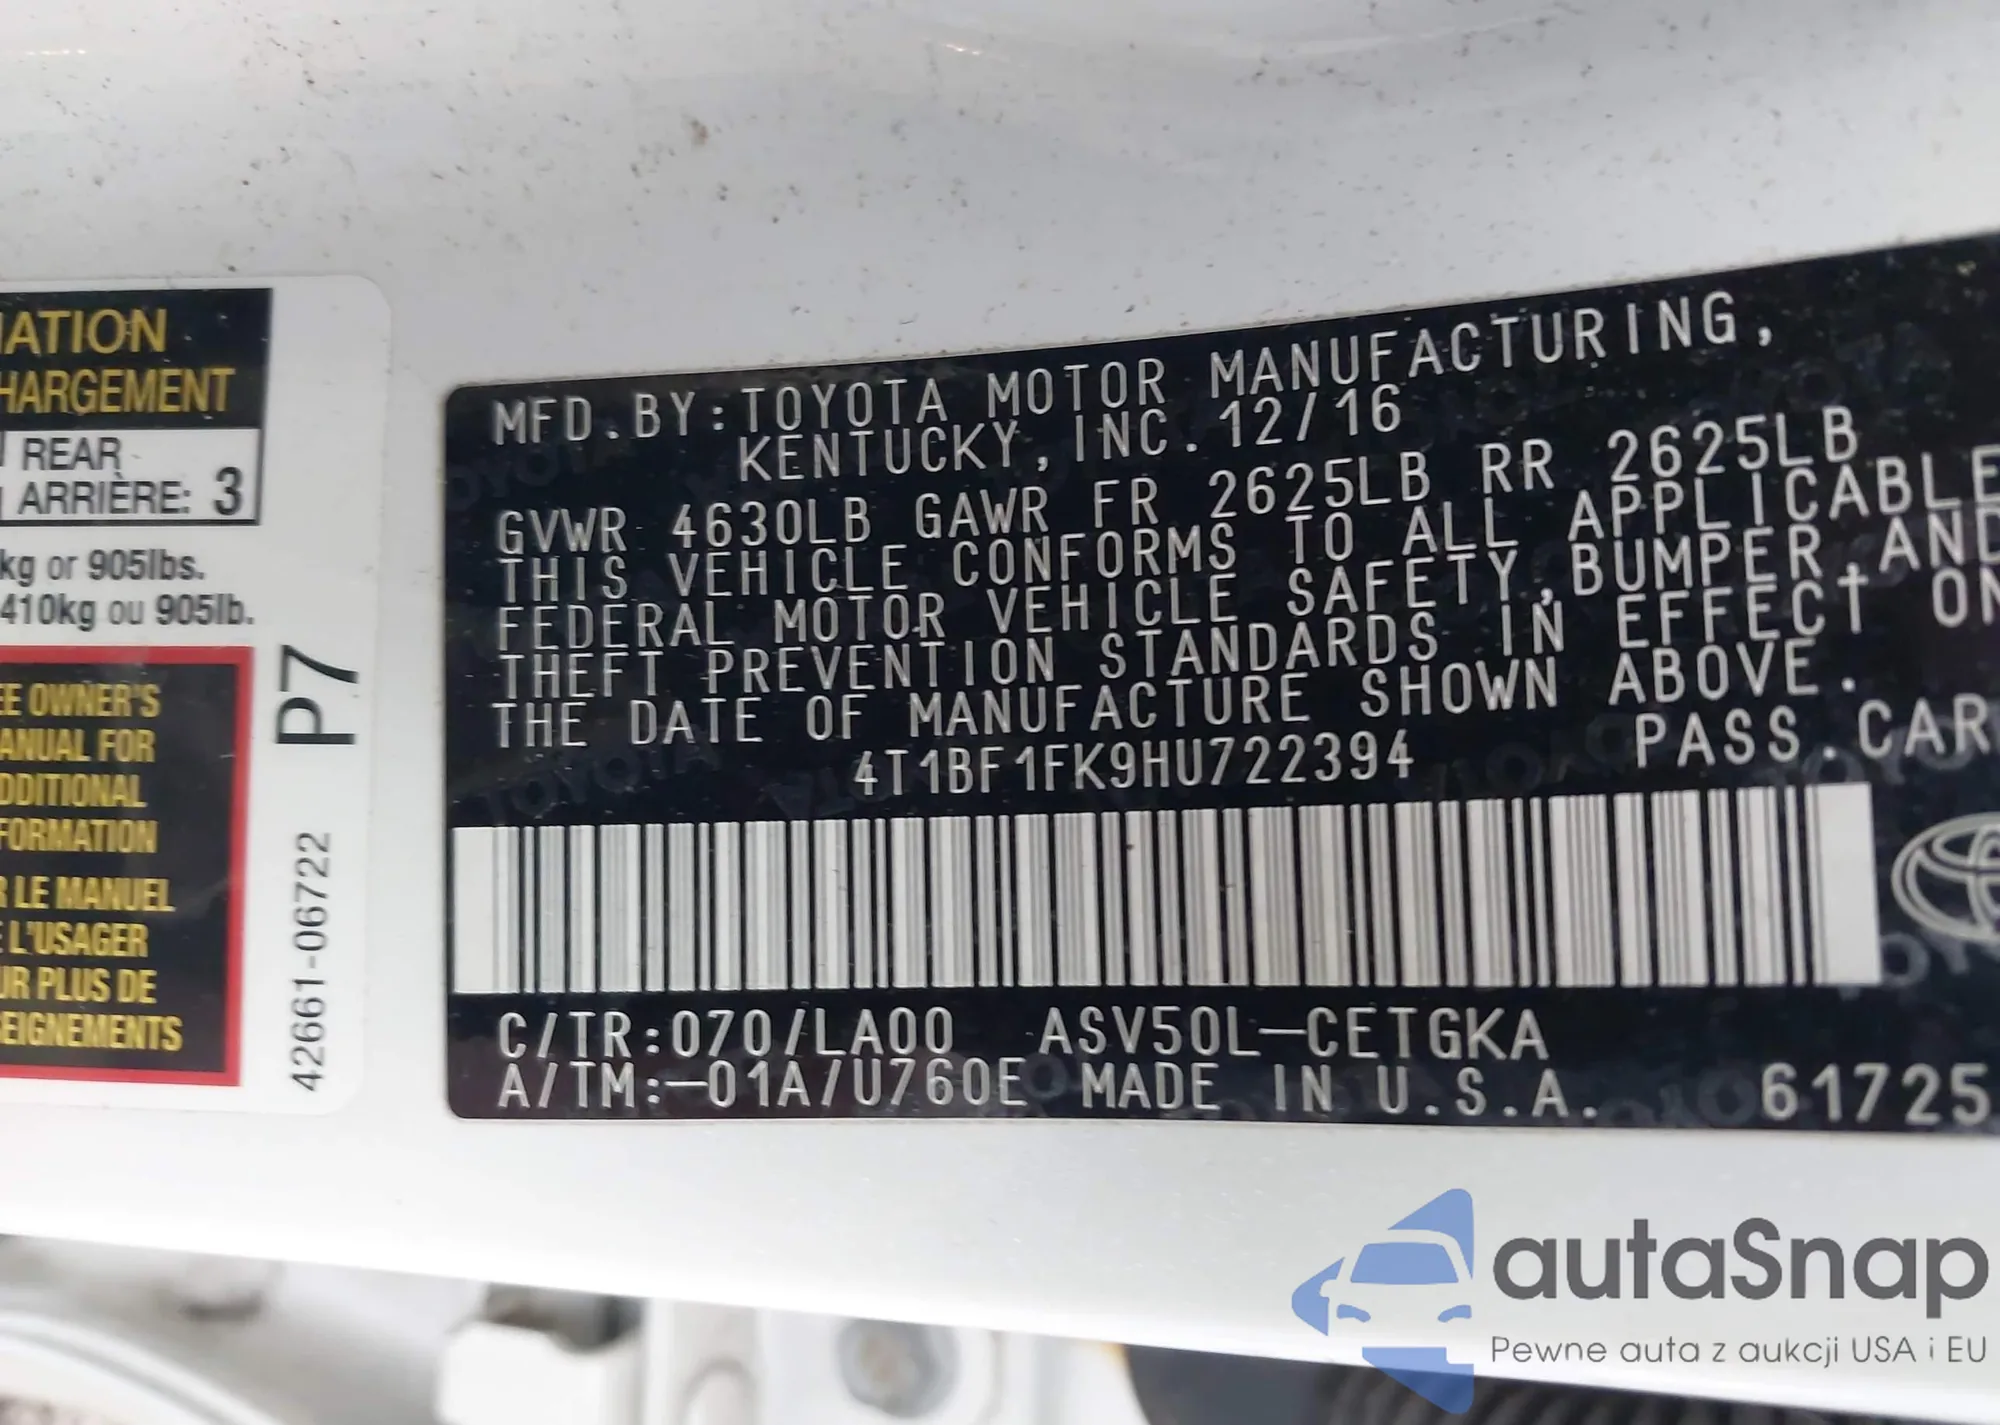 IATION
HARGEMENT
REAR
ARRIÈRE: 3
kg or 905lbs.
410kg ou 905lb.
EE OWNER'S
ANUAL FOR
DDITIONAL
FORMATION
R LE MANUEL
E L'USAGER
UR PLUS DE
SEIGNEMENTS
P7
42661-06722
MFD.BY:TOYOTA MOTOR MANUFACTURING,
KENTUCKY,INC.12/16
GVWR 4630LB GAWR FR 2625LB RR 2625LB
THIS VEHICLE CONFORMS TO ALL APPLICABLE
FEDERAL MOTOR VEHICLE SAFETY,BUMPER,AND
THEFT PREVENTION STANDARDS IN EFFECT ON
THE DATE OF MANUFACTURE SHOWN ABOVE.
4T1BF1FK9HU722394 PASS.CAR
C/TR:070/LA00 ASV50L-CETGKA
A/TM:-01A/U760E MADE IN U.S.A. 61725
autaSnap
Pewne auta z aukcji USA i EU